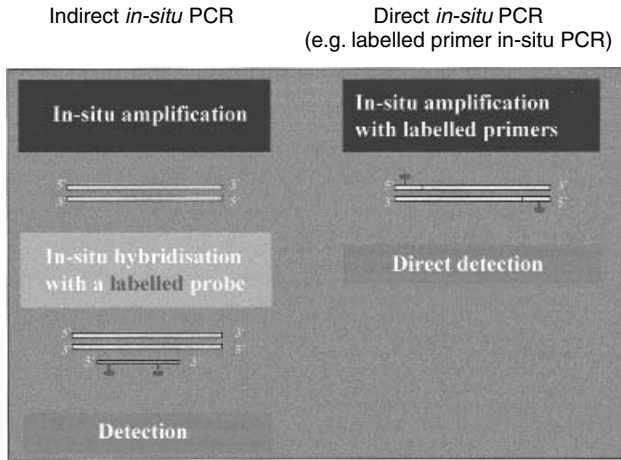 Indirect in-situ PCR
In-situ amplification
5' 3'
3' 5'
In-situ hybridisation
with a labelled probe
5' 3'
3' 5'
5' 3'
Detection
Direct in-situ PCR
(e.g. labelled primer in-situ PCR)
In-situ amplification
with labelled primers
5' 3'
3' 5'
Direct detection